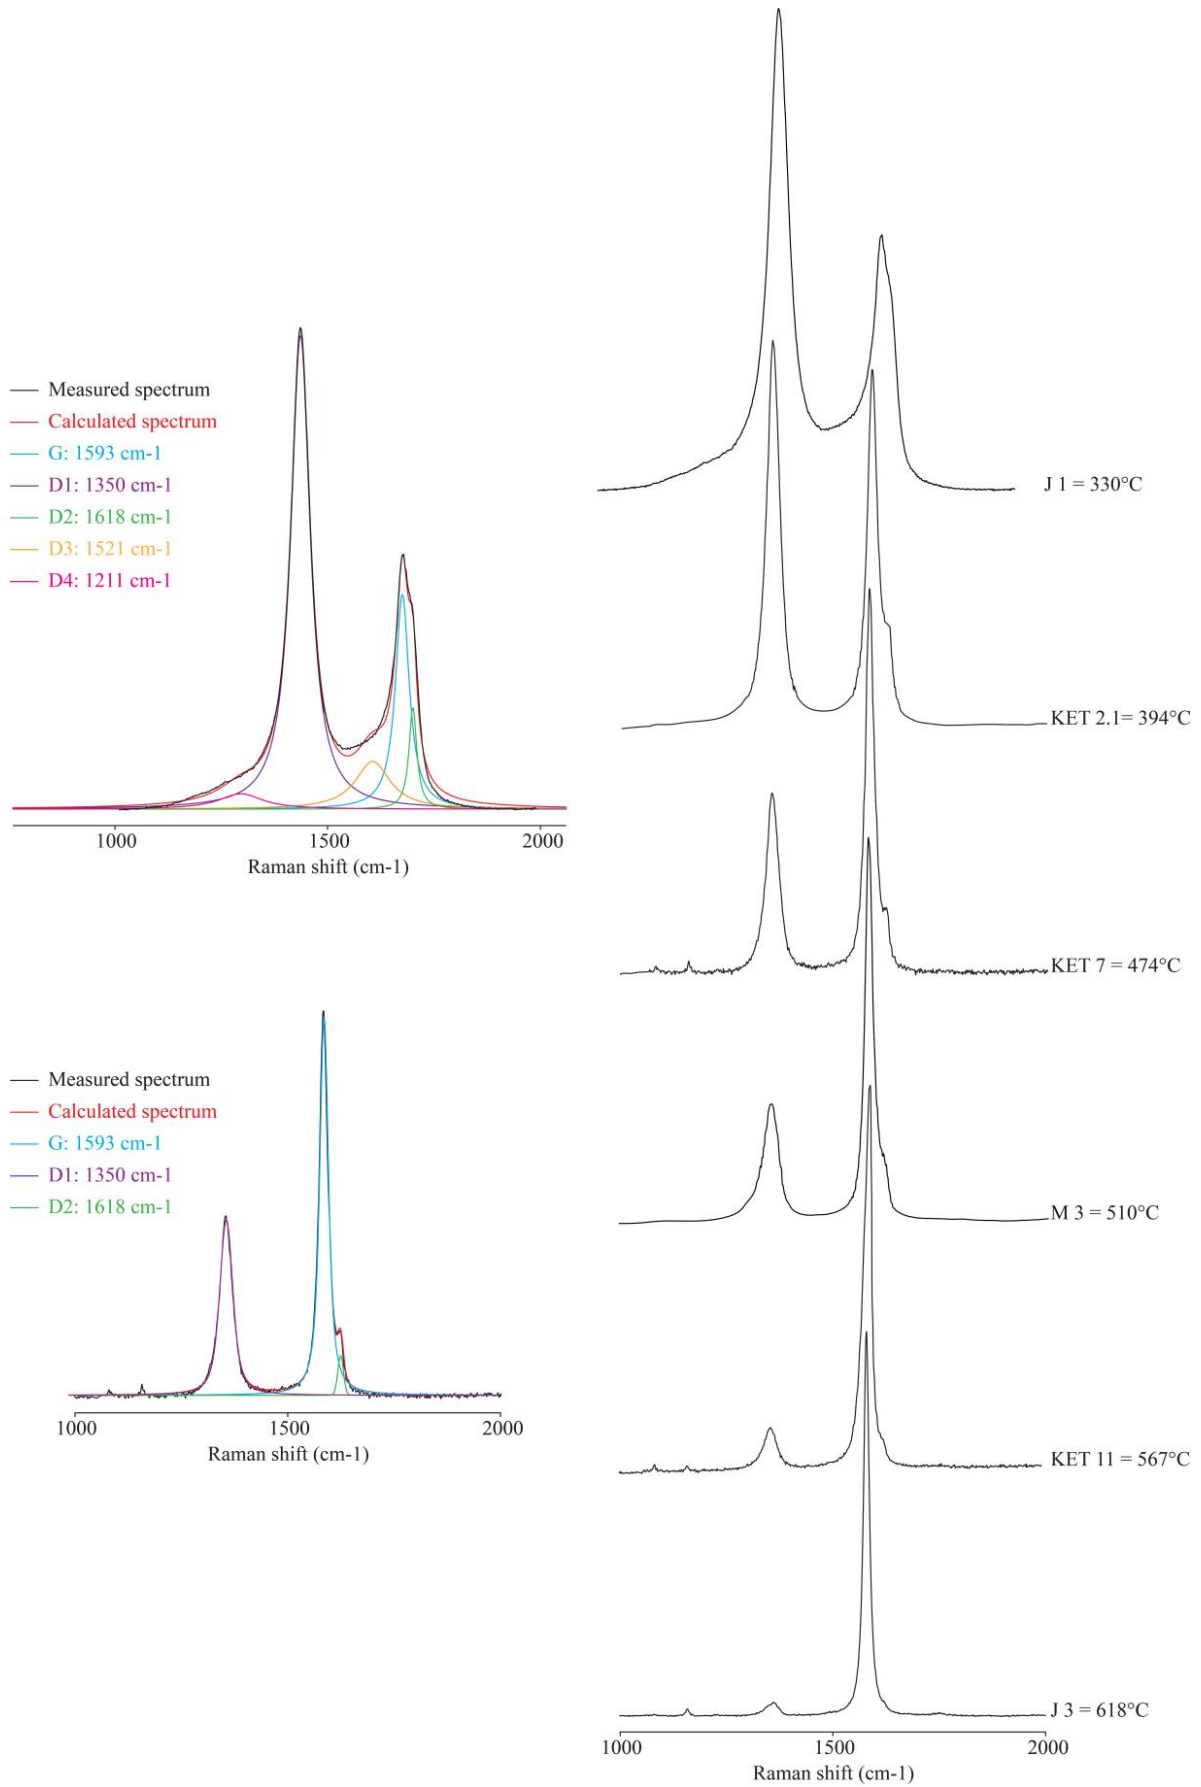 Measured spectrum
Calculated spectrum
G: 1593 cm-1
D1: 1350 cm-1
D2: 1618 cm-1
D3: 1521 cm-1
D4: 1211 cm-1
1000 1500 2000
Raman shift (cm-1)
Measured spectrum
Calculated spectrum
G: 1593 cm-1
D1: 1350 cm-1
D2: 1618 cm-1
1000 1500 2000
Raman shift (cm-1)
J 1 = 330°C
KET 2.1= 394°C
KET 7 = 474°C
M 3 = 510°C
KET 11 = 567°C
J 3 = 618°C
1000 1500 2000
Raman shift (cm-1)